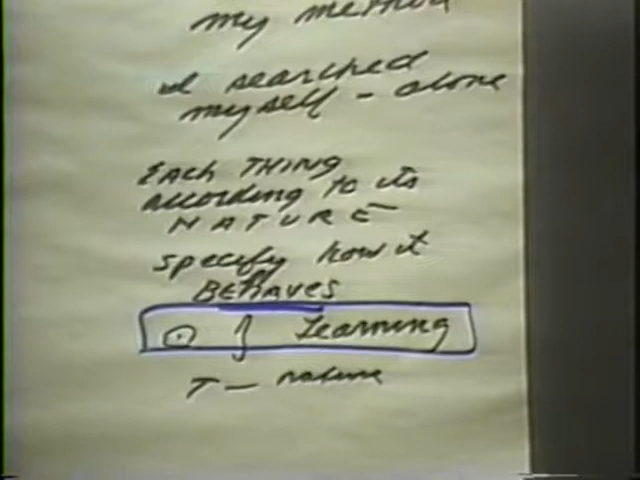 my method
I searched
myself - alone
EACH THING
according to its
NATURE
specify how it
BEHAVES
Learning
T - nature